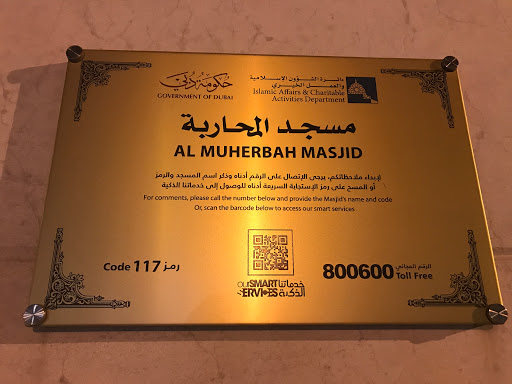 حكومة دبي
GOVERNMENT OF DUBAI
دائرة الشؤون الإسلامية
والعمل الخيري
Islamic Affairs & Charitable
Activities Department
مسجد المحاربة
AL MUHERBAH MASJID
لإبداء ملاحظاتكم، يرجى الإتصال على الرقم أدناه وذكر اسم المسجد والرمز
أو المسح على رمز الإستجابة السريعة أدناه للوصول إلى خدماتنا الذكية
For comments, please call the number below and provide the Masjid's name and code
Or, scan the barcode below to access our smart services
Code 117 رمز
OurSMART خدماتنا
SERVICES الذكية
800600 الرقم المجاني
Toll Free